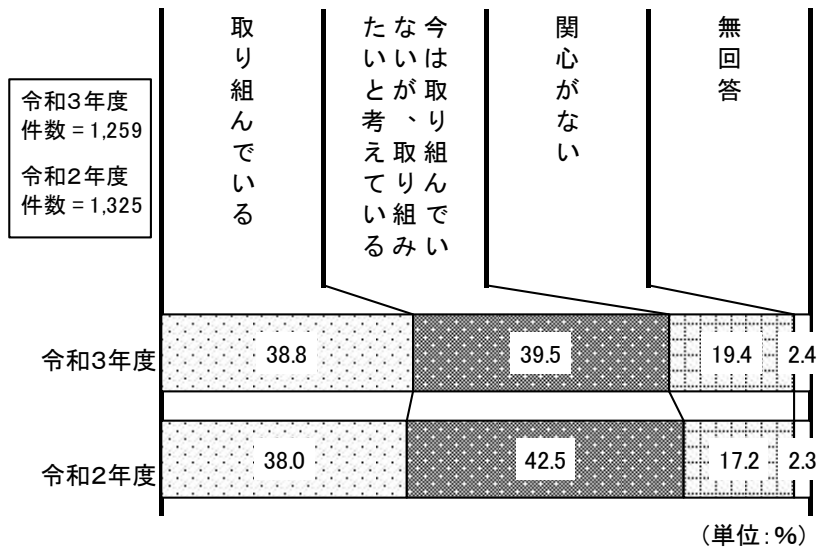 取り組んでいる
今は取り組んでい
ないが、取り組み
たいと考えている
関心がない
無回答
令和3年度
件数=1,259
令和2年度
件数=1,325
令和3年度
38.8
39.5
19.4
2.4
令和2年度
38.0
42.5
17.2
2.3
(単位:%)